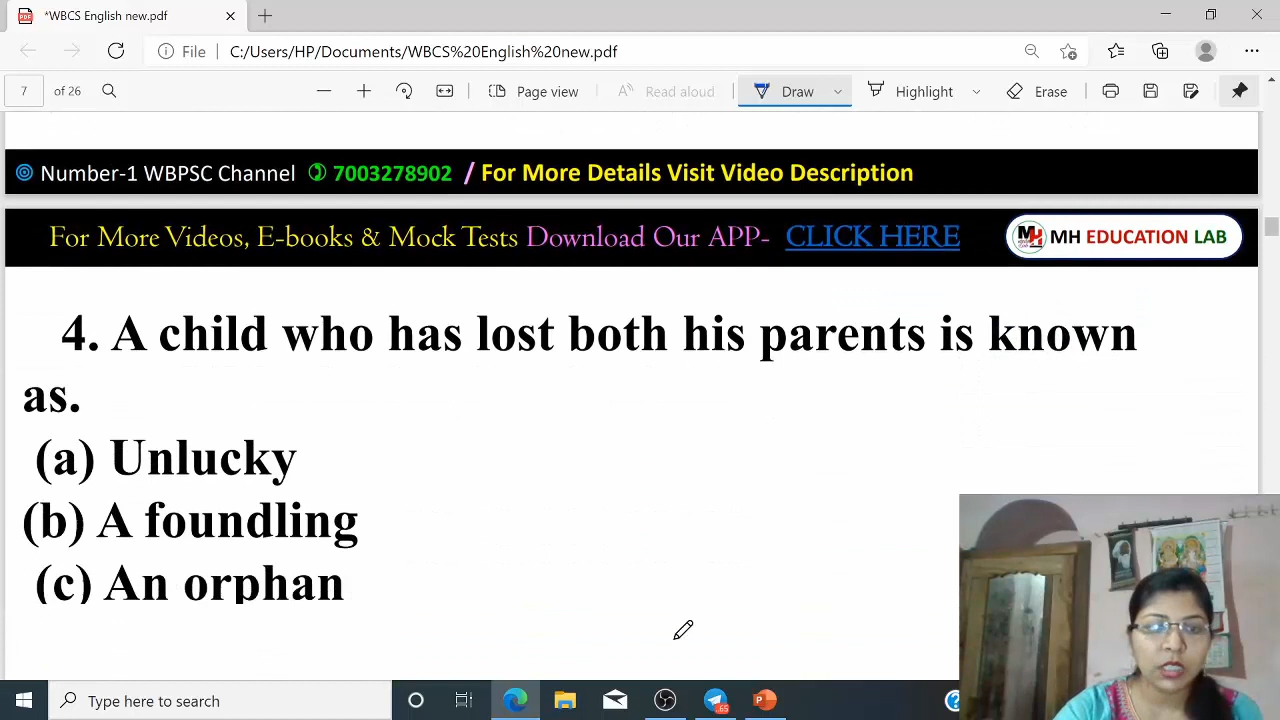 *WBCS English new.pdf
File C:/Users/HP/Documents/WBCS%20English%20new.pdf
7 of 26 Page view Read aloud Draw Highlight Erase
Number-1 WBPSC Channel 7003278902 / For More Details Visit Video Description
For More Videos, E-books & Mock Tests Download Our APP- CLICK HERE MH EDUCATION LAB
4. A child who has lost both his parents is known
as.
(a) Unlucky
(b) A foundling
(c) An orphan
Type here to search